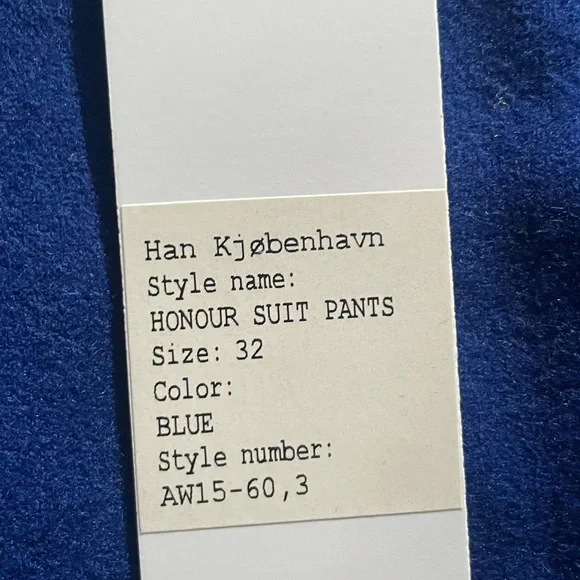 Han Kjøbenhavn
Style name:
HONOUR SUIT PANTS
Size: 32
Color:
BLUE
Style number:
AW15-60,3